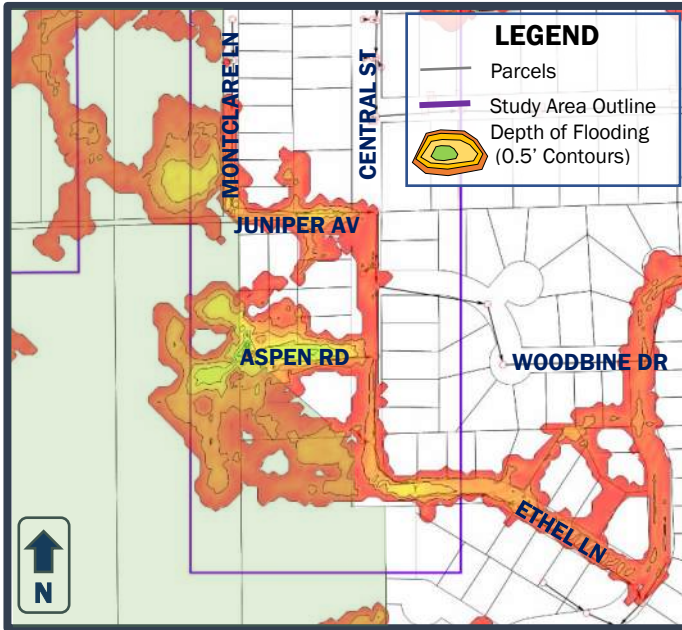 LEGEND
Parcels
Study Area Outline
Depth of Flooding
(0.5' Contours)
MONTCLARE LN
CENTRAL ST
JUNIPER AV
ASPEN RD
WOODBINE DR
ETHEL LN
N